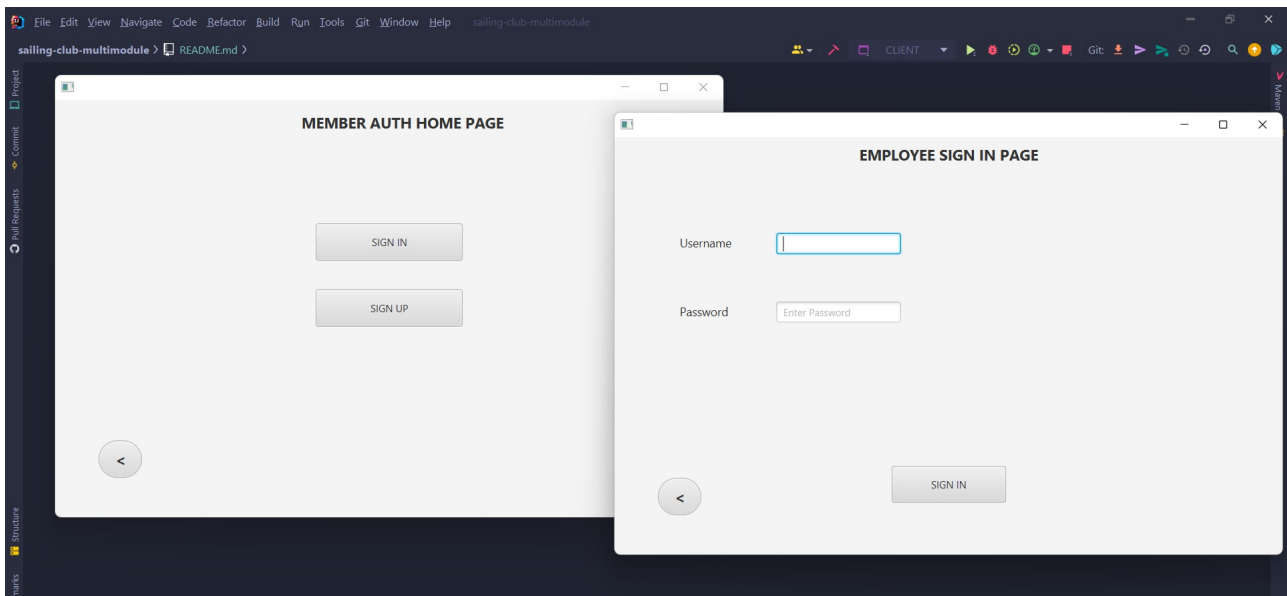 File Edit View Navigate Code Refactor Build Run Tools Git Window Help sailing-club-multimodule
sailing-club-multimodule > README.md > CLIENT Git:
Project
Commit
Pull Requests
Structure
marks
Maven
MEMBER AUTH HOME PAGE
SIGN IN
SIGN UP
<
EMPLOYEE SIGN IN PAGE
Username
Password Enter Password
SIGN IN
<